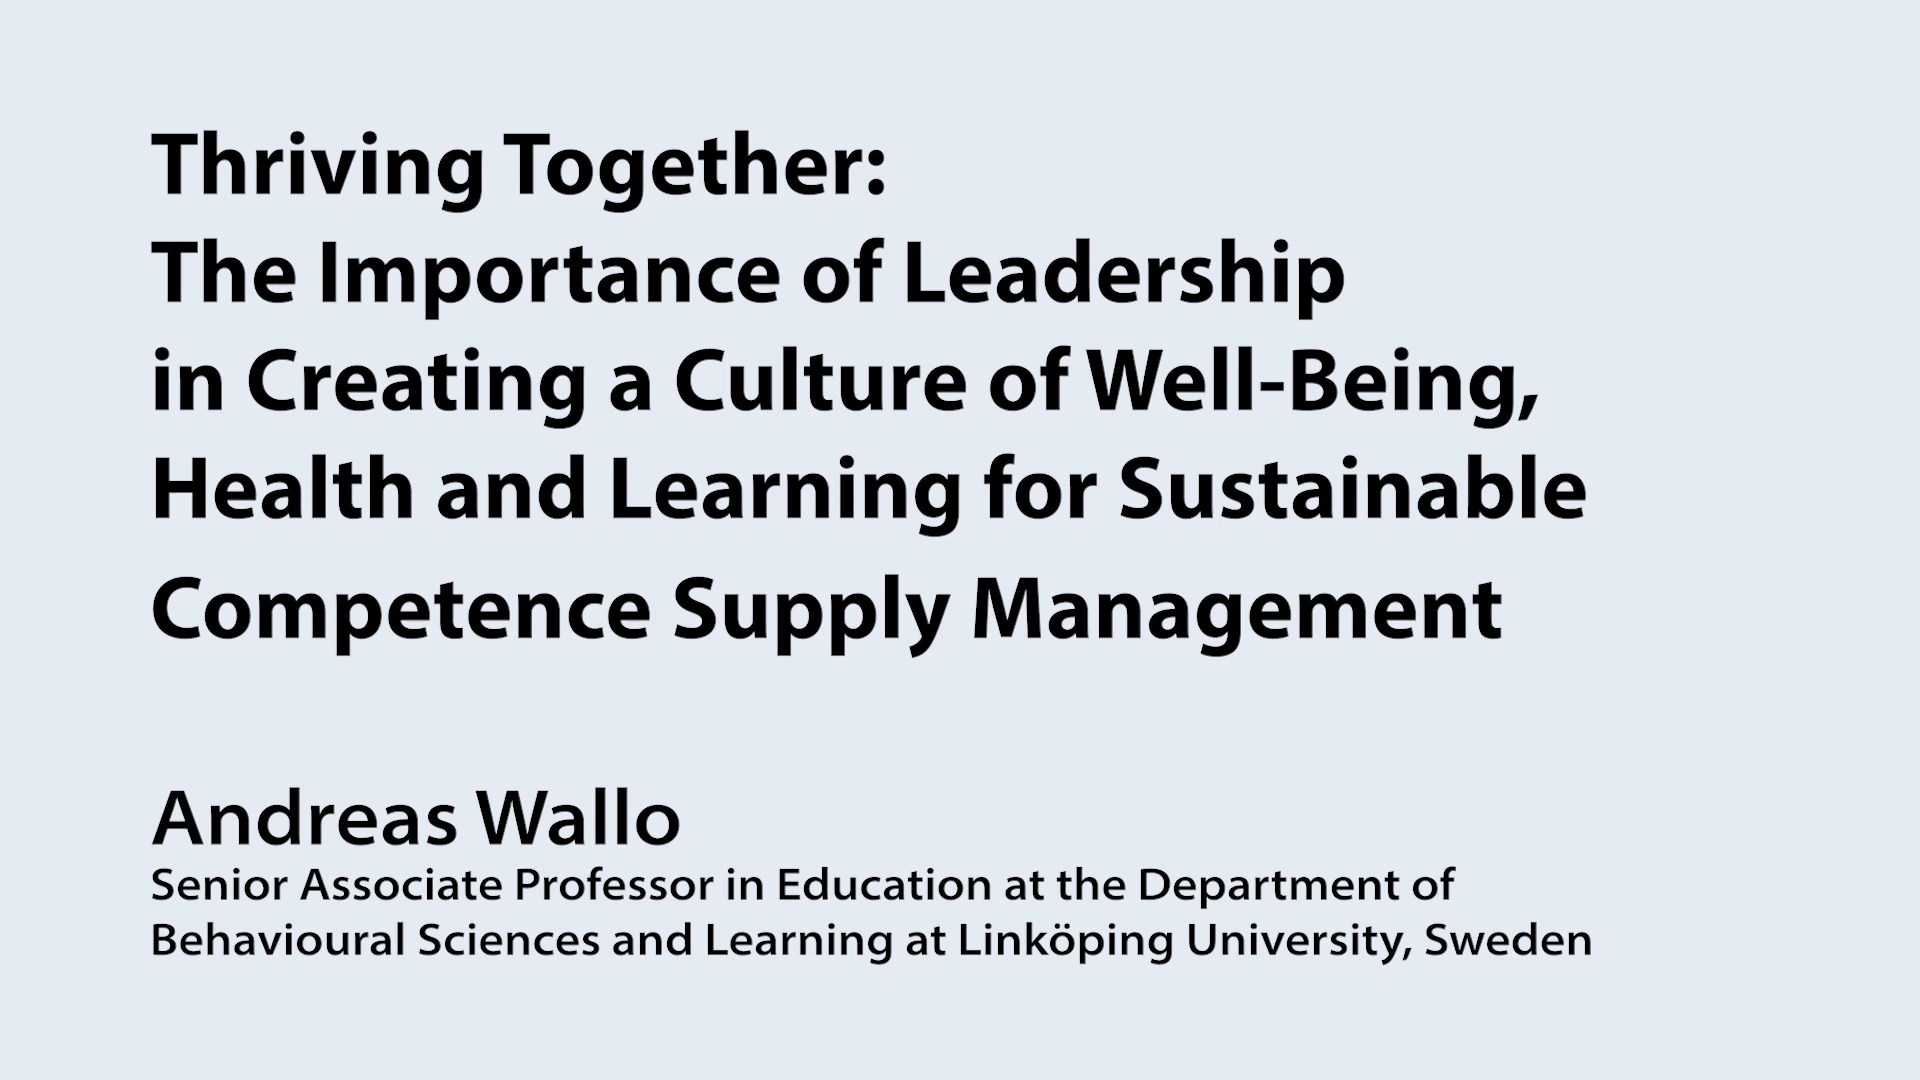 Thriving Together:
The Importance of Leadership
in Creating a Culture of Well-Being,
Health and Learning for Sustainable
Competence Supply Management
Andreas Wallo
Senior Associate Professor in Education at the Department of
Behavioural Sciences and Learning at Linköping University, Sweden